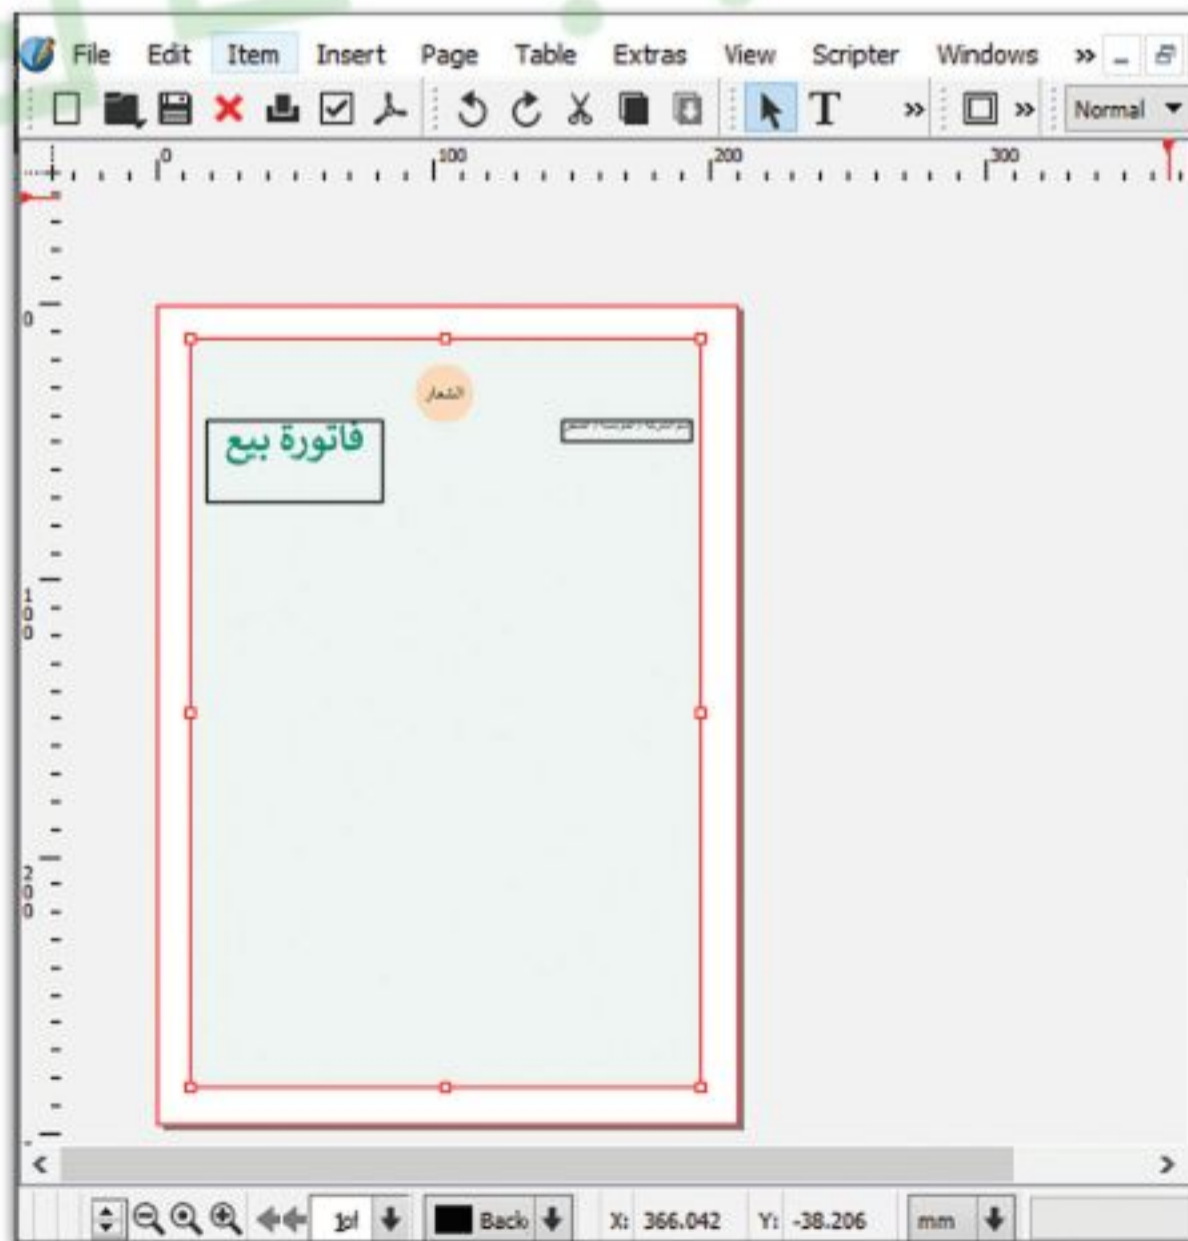 File Edit Item Insert Page Table Extras View Scripter Windows »
T » » Normal
0 100 200 300
0
الشعار
فاتورة بيع
100
200
Back X: 366.042 Y: -38.206 mm